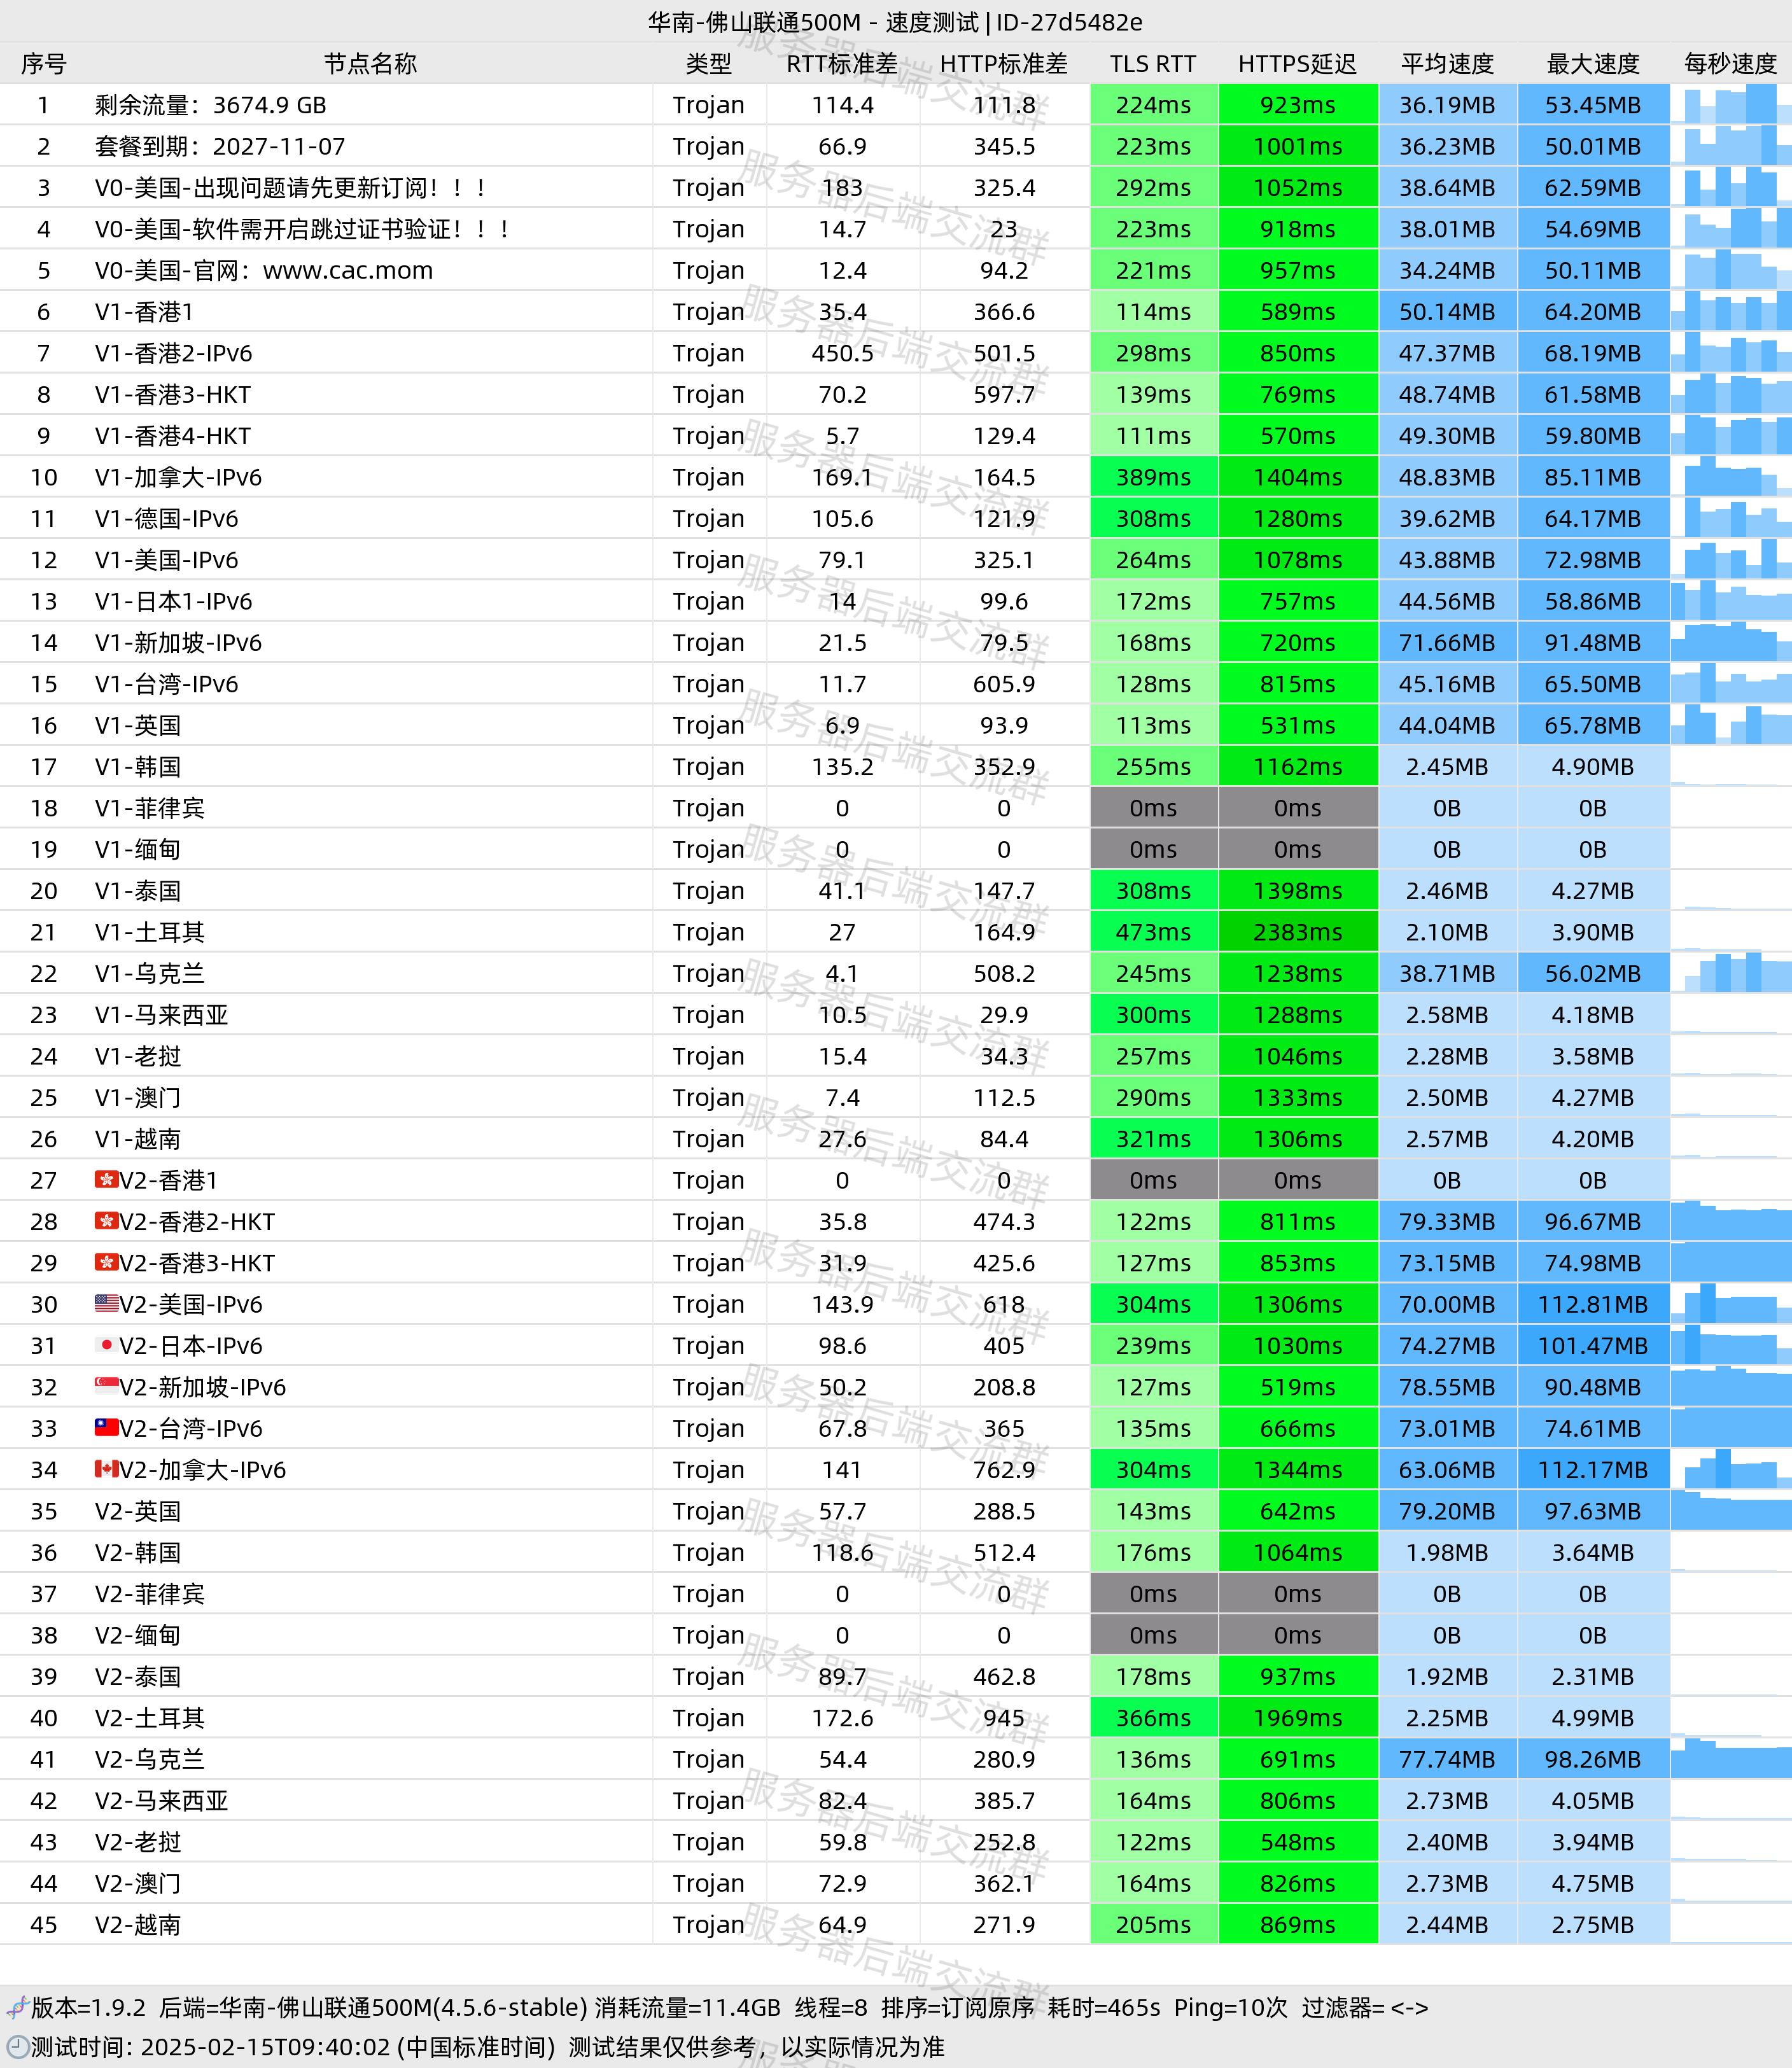 华南-佛山联通500M - 速度测试 | ID-27d5482e
序号 节点名称 类型 RTT标准差 HTTP标准差 TLS RTT HTTPS延迟 平均速度 最大速度 每秒速度
1 剩余流量：3674.9 GB Trojan 114.4 111.8 224ms 923ms 36.19MB 53.45MB
2 套餐到期：2027-11-07 Trojan 66.9 345.5 223ms 1001ms 36.23MB 50.01MB
3 V0-美国-出现问题请先更新订阅！！！ Trojan 183 325.4 292ms 1052ms 38.64MB 62.59MB
4 V0-美国-软件需开启跳过证书验证！！！ Trojan 14.7 23 223ms 918ms 38.01MB 54.69MB
5 V0-美国-官网：www.cac.mom Trojan 12.4 94.2 221ms 957ms 34.24MB 50.11MB
6 V1-香港1 Trojan 35.4 366.6 114ms 589ms 50.14MB 64.20MB
7 V1-香港2-IPv6 Trojan 450.5 501.5 298ms 850ms 47.37MB 68.19MB
8 V1-香港3-HKT Trojan 70.2 597.7 139ms 769ms 48.74MB 61.58MB
9 V1-香港4-HKT Trojan 5.7 129.4 111ms 570ms 49.30MB 59.80MB
10 V1-加拿大-IPv6 Trojan 169.1 164.5 389ms 1404ms 48.83MB 85.11MB
11 V1-德国-IPv6 Trojan 105.6 121.9 308ms 1280ms 39.62MB 64.17MB
12 V1-美国-IPv6 Trojan 79.1 325.1 264ms 1078ms 43.88MB 72.98MB
13 V1-日本1-IPv6 Trojan 14 99.6 172ms 757ms 44.56MB 58.86MB
14 V1-新加坡-IPv6 Trojan 21.5 79.5 168ms 720ms 71.66MB 91.48MB
15 V1-台湾-IPv6 Trojan 11.7 605.9 128ms 815ms 45.16MB 65.50MB
16 V1-英国 Trojan 6.9 93.9 113ms 531ms 44.04MB 65.78MB
17 V1-韩国 Trojan 135.2 352.9 255ms 1162ms 2.45MB 4.90MB
18 V1-菲律宾 Trojan 0 0 0ms 0ms 0B 0B
19 V1-缅甸 Trojan 0 0 0ms 0ms 0B 0B
20 V1-泰国 Trojan 41.1 147.7 308ms 1398ms 2.46MB 4.27MB
21 V1-土耳其 Trojan 27 164.9 473ms 2383ms 2.10MB 3.90MB
22 V1-乌克兰 Trojan 4.1 508.2 245ms 1238ms 38.71MB 56.02MB
23 V1-马来西亚 Trojan 10.5 29.9 300ms 1288ms 2.58MB 4.18MB
24 V1-老挝 Trojan 15.4 34.3 257ms 1046ms 2.28MB 3.58MB
25 V1-澳门 Trojan 7.4 112.5 290ms 1333ms 2.50MB 4.27MB
26 V1-越南 Trojan 27.6 84.4 321ms 1306ms 2.57MB 4.20MB
27 🇭🇰V2-香港1 Trojan 0 0 0ms 0ms 0B 0B
28 🇭🇰V2-香港2-HKT Trojan 35.8 474.3 122ms 811ms 79.33MB 96.67MB
29 🇭🇰V2-香港3-HKT Trojan 31.9 425.6 127ms 853ms 73.15MB 74.98MB
30 🇺🇸V2-美国-IPv6 Trojan 143.9 618 304ms 1306ms 70.00MB 112.81MB
31 🇯🇵V2-日本-IPv6 Trojan 98.6 405 239ms 1030ms 74.27MB 101.47MB
32 🇸🇬V2-新加坡-IPv6 Trojan 50.2 208.8 127ms 519ms 78.55MB 90.48MB
33 🇹🇼V2-台湾-IPv6 Trojan 67.8 365 135ms 666ms 73.01MB 74.61MB
34 🇨🇦V2-加拿大-IPv6 Trojan 141 762.9 304ms 1344ms 63.06MB 112.17MB
35 V2-英国 Trojan 57.7 288.5 143ms 642ms 79.20MB 97.63MB
36 V2-韩国 Trojan 118.6 512.4 176ms 1064ms 1.98MB 3.64MB
37 V2-菲律宾 Trojan 0 0 0ms 0ms 0B 0B
38 V2-缅甸 Trojan 0 0 0ms 0ms 0B 0B
39 V2-泰国 Trojan 89.7 462.8 178ms 937ms 1.92MB 2.31MB
40 V2-土耳其 Trojan 172.6 945 366ms 1969ms 2.25MB 4.99MB
41 V2-乌克兰 Trojan 54.4 280.9 136ms 691ms 77.74MB 98.26MB
42 V2-马来西亚 Trojan 82.4 385.7 164ms 806ms 2.73MB 4.05MB
43 V2-老挝 Trojan 59.8 252.8 122ms 548ms 2.40MB 3.94MB
44 V2-澳门 Trojan 72.9 362.1 164ms 826ms 2.73MB 4.75MB
45 V2-越南 Trojan 64.9 271.9 205ms 869ms 2.44MB 2.75MB
🧬版本=1.9.2 后端=华南-佛山联通500M(4.5.6-stable) 消耗流量=11.4GB 线程=8 排序=订阅原序 耗时=465s Ping=10次 过滤器= <->
🕘测试时间: 2025-02-15T09:40:02 (中国标准时间) 测试结果仅供参考，以实际情况为准
服务器后端交流群